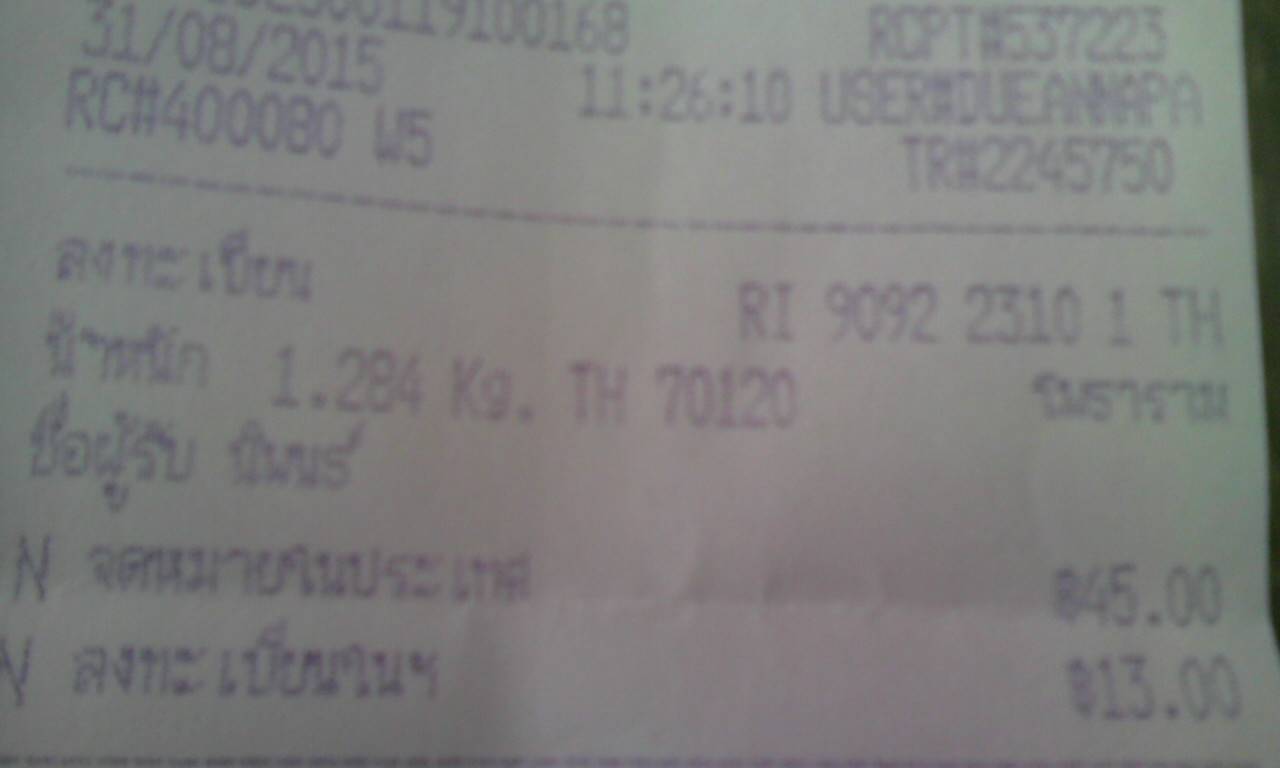 RCPT#537223
31/08/2015 11:26:10 USER#DUEANNAPA
RC#400080 W5 TR#2245750
ลงทะเบียน RI 9092 2310 1 TH
น้ำหนัก 1.284 Kg. TH 70120 โพธาราม
ชื่อผู้รับ นิพนธ์
N จดหมายในประเทศ ฿45.00
N ลงทะเบียนในฯ ฿13.00